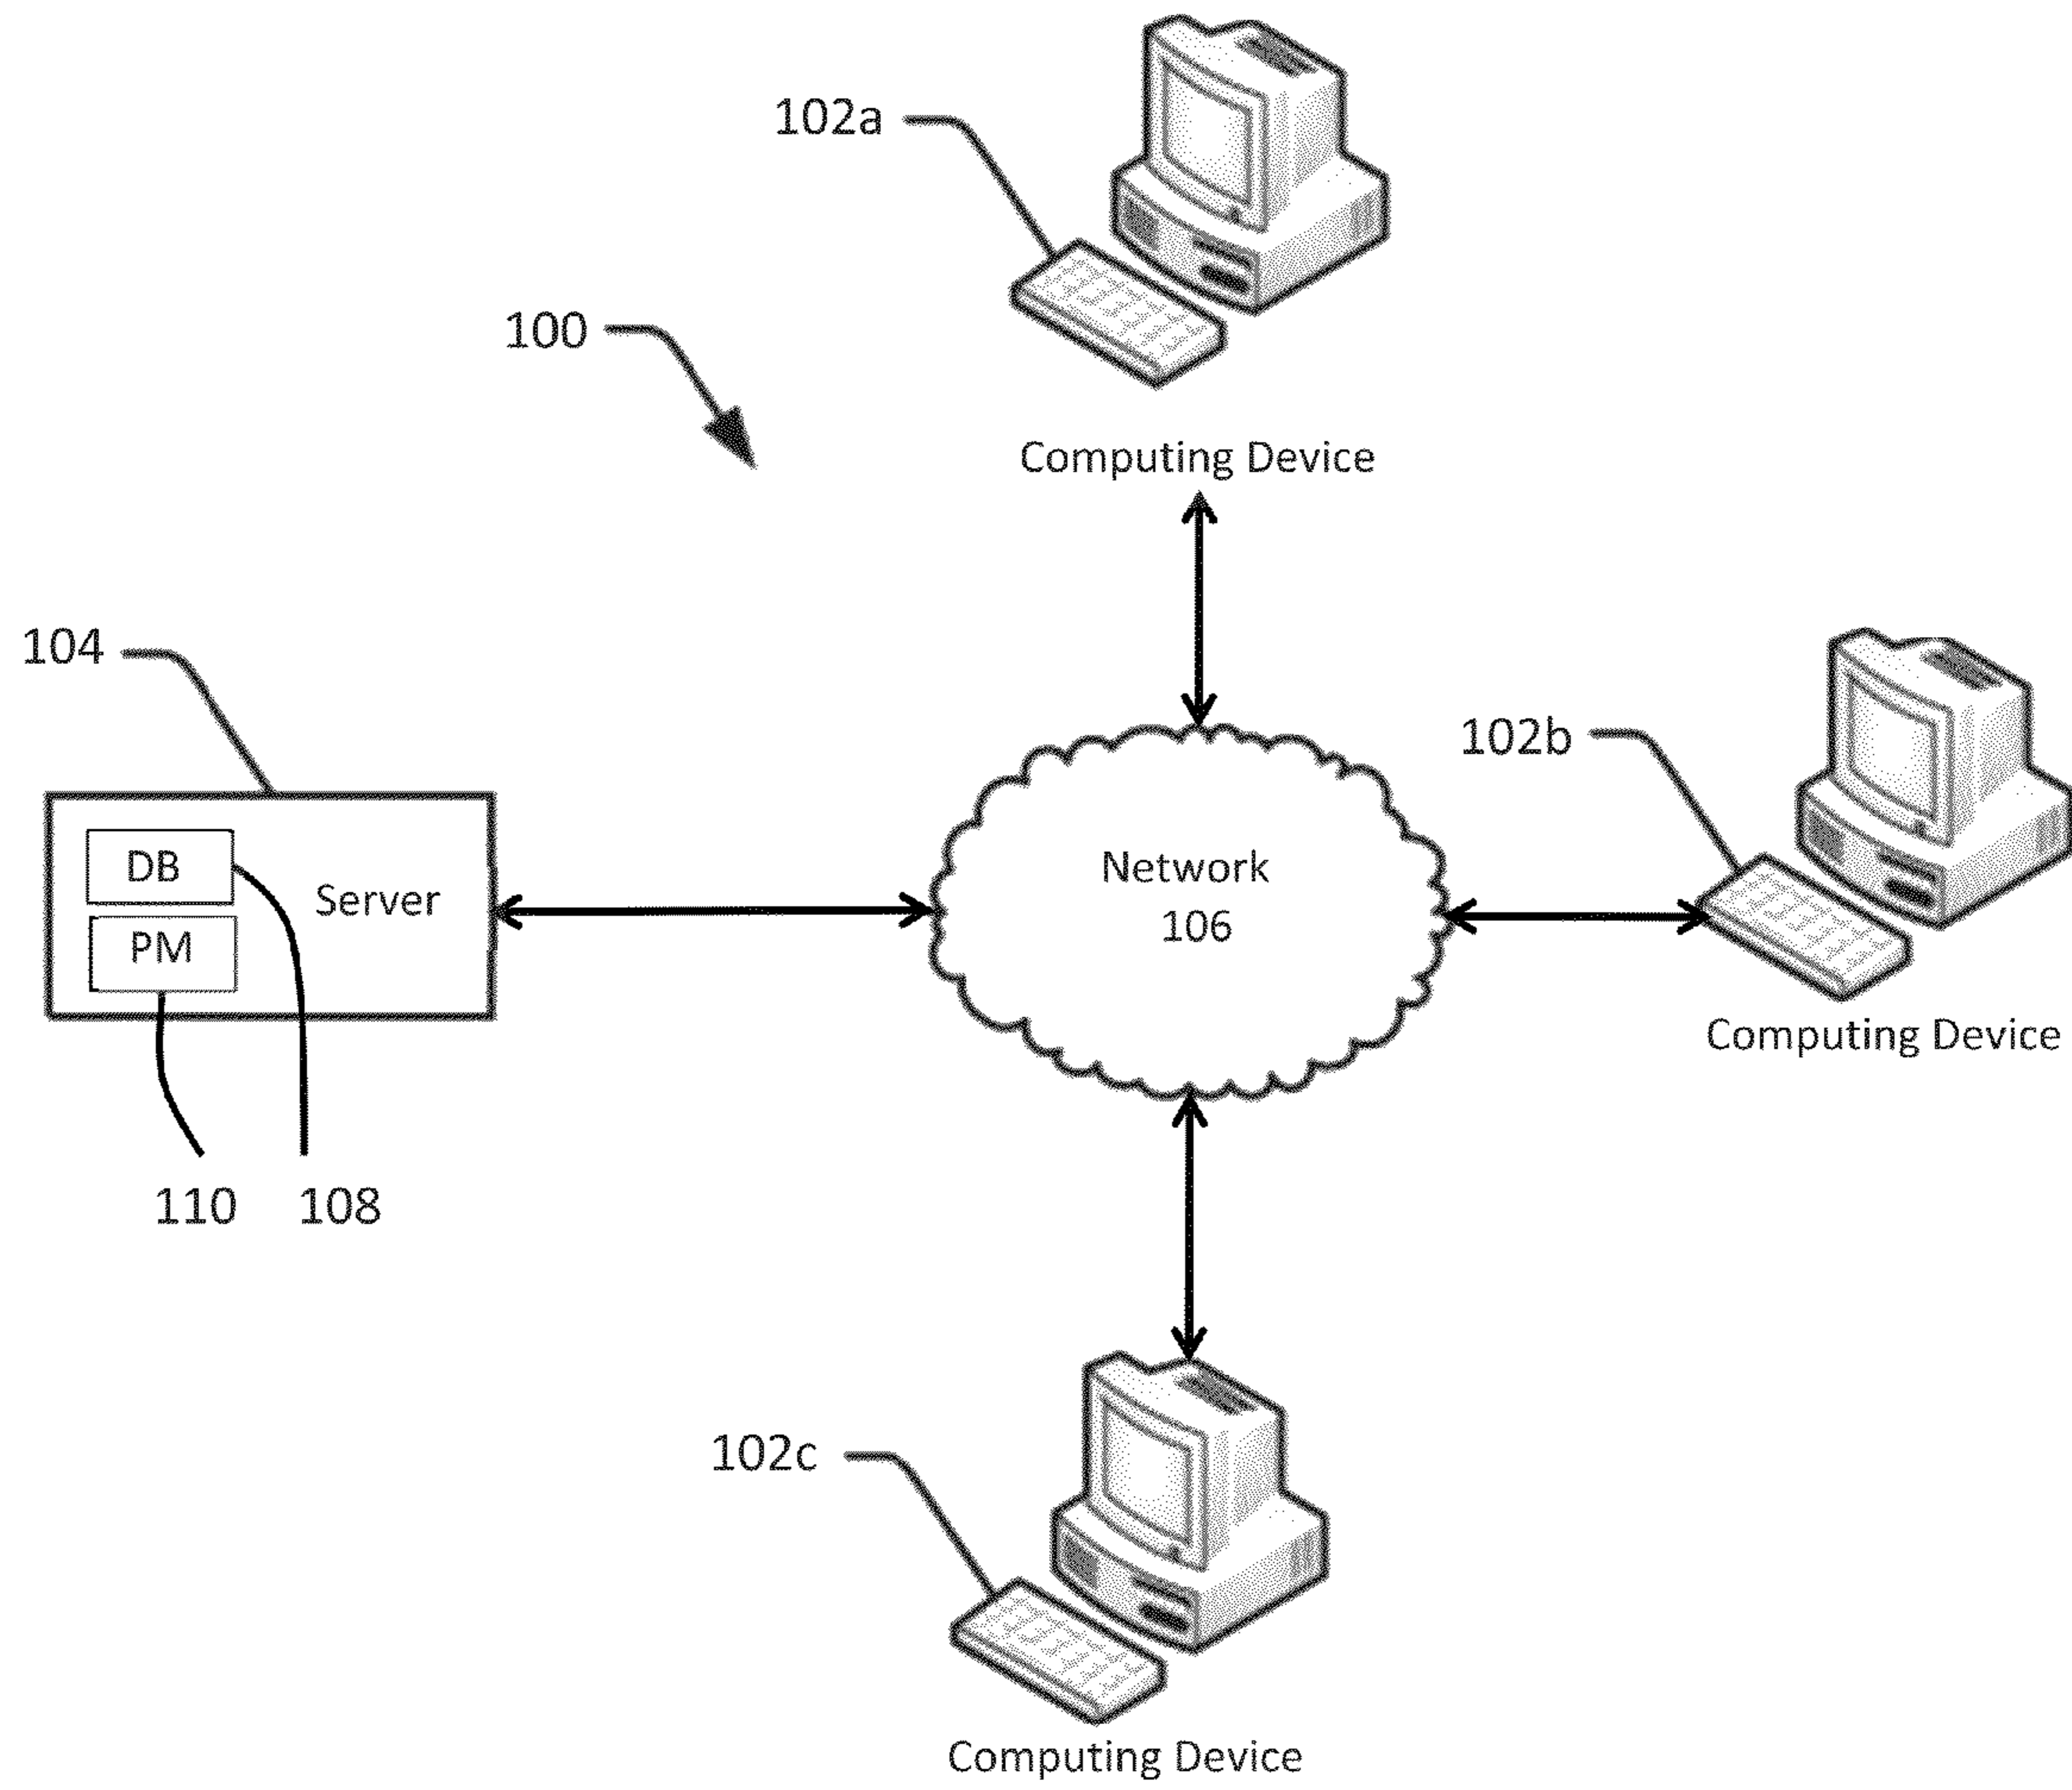 102a
100
Computing Device
104
102b
DB
Server
PM
Network
106
Computing Device
110
108
102c
Computing Device